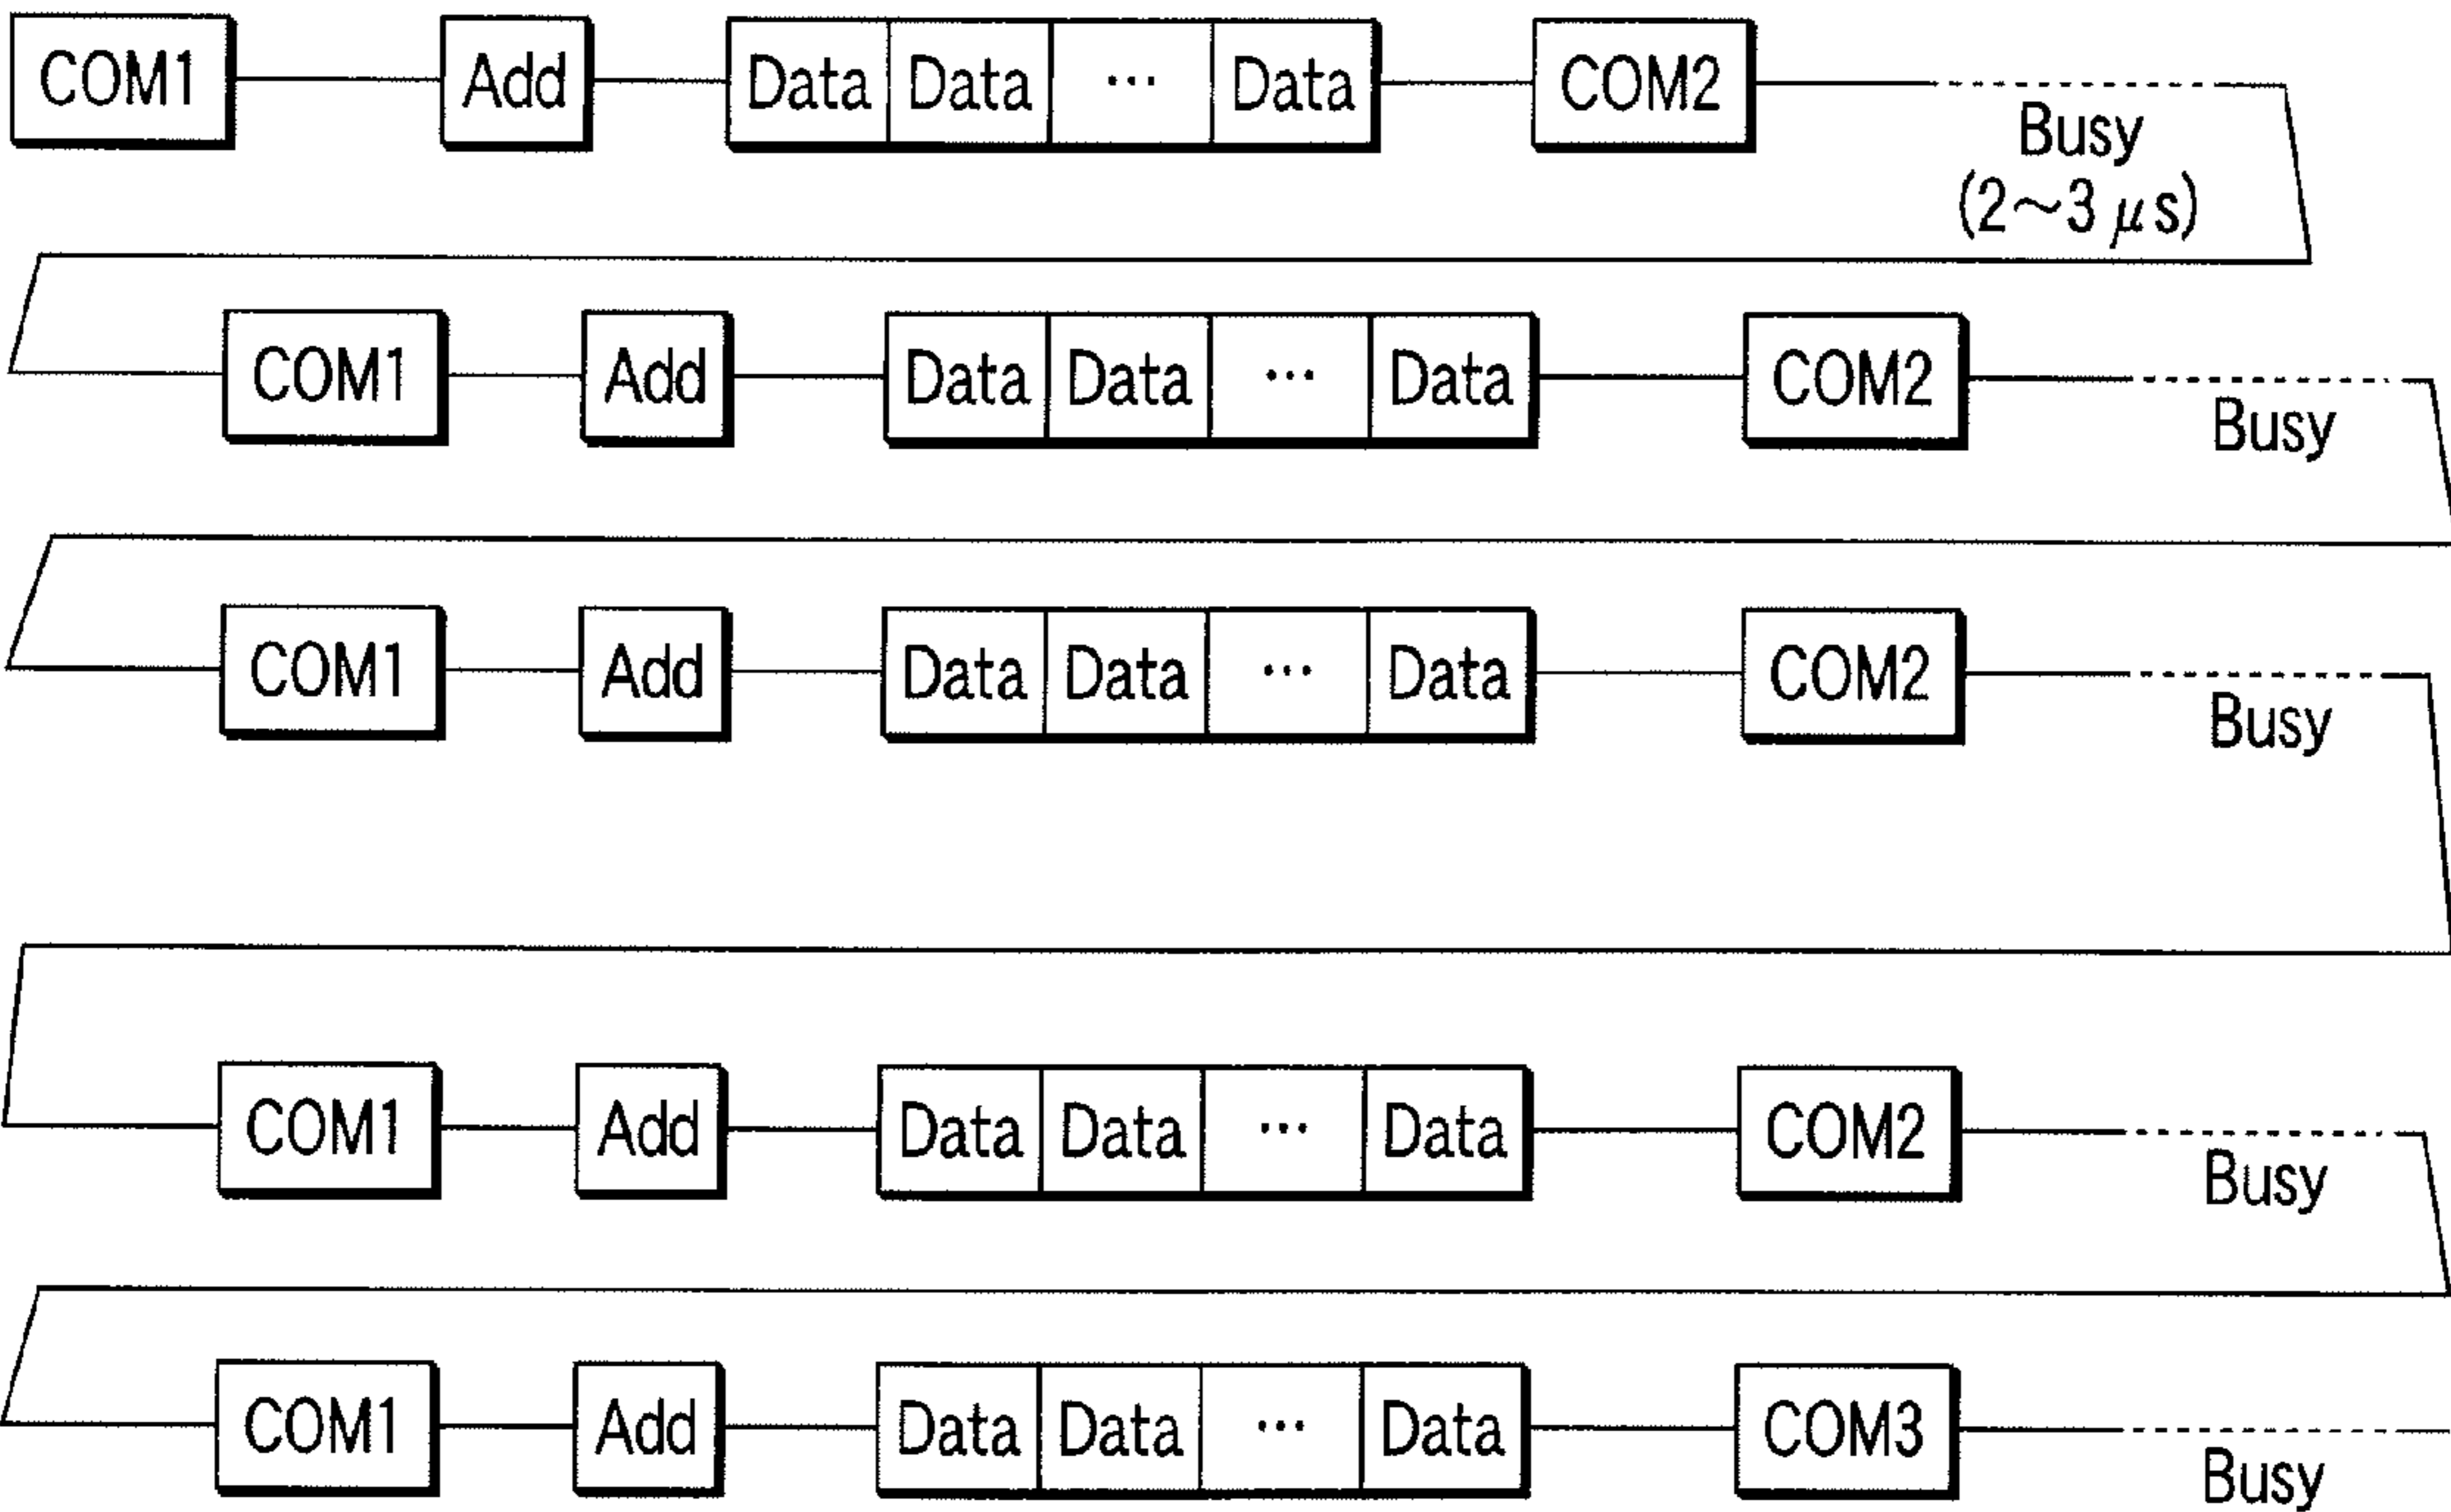 COM1 Add Data Data ... Data COM2
Busy
(2～3 μs)
COM1 Add Data Data ... Data COM2
Busy
COM1 Add Data Data ... Data COM2
Busy
COM1 Add Data Data ... Data COM2
Busy
COM1 Add Data Data ... Data COM3
Busy